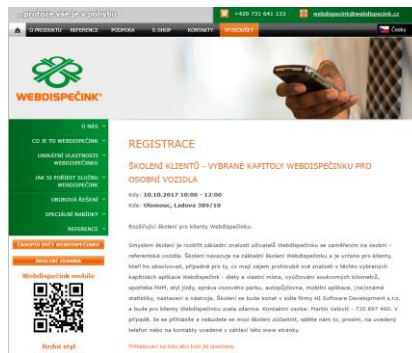 ...protože vše je v pohybu
+420 731 641 133
webdispecink@webdispecink.cz
O PRODUKTU REFERENCE PODPORA E-SHOP KONTAKTY VYZKOUŠET
Česky
WEBDISPEČINK®
O NÁS
CO JE TO WEBDISPEČINK
UNIKÁTNÍ VLASTNOSTI
WEBDISPEČINKU
JAK SI POŘÍDIT SLUŽBU
WEBDISPEČINK
OBOROVÁ ŘEŠENÍ
SPECIÁLNÍ NABÍDKY
REFERENCE
ČASOPIS SVĚT WEBDISPEČINKU
ŠKOLENÍ ZDARMA
Webdispečink mobile
Jízdní styl
REGISTRACE
ŠKOLENÍ KLIENTŮ - VYBRANÉ KAPITOLY WEBDISPEČINKU PRO
OSOBNÍ VOZIDLA
Kdy: 10.10.2017 10:00 - 12:00
Kde: Olomouc, Ladova 389/10
Rozšiřující školení pro klienty Webdispečinku.
Smyslem školení je rozšířit základní znalosti uživatelů Webdispečinku se zaměřením na osobní -
referentská vozidla. Školení navazuje na základní školení Webdispečinku a je určeno pro klienty,
kteří ho absolvovali, případně pro ty, co mají zájem prohloubit své znalosti v těchto vybraných
kapitolách aplikace Webdispečink - diety a vlastní místa, vyúčtování soukromých kilometrů,
spotřeba PHM, styl jízdy, správa vozového parku, autopůjčovna, mobilní aplikace, (ne)známé
statistiky, nastavení a nástroje. Školení se bude konat v sídle firmy HI Software Development s.r.o.
a bude pro klienty Webdispečinku zcela zdarma. Kontaktní osoba: Martin Valovič - 730 897 490. V
případě, že se přihlásíte a nebudete se moci školení zúčastnit, sdělte nám to, prosím, na uvedený
telefon nebo na kontakty uvedené v záhlaví této www stránky.
Přihlašování na tuto akci bylo již ukončeno.